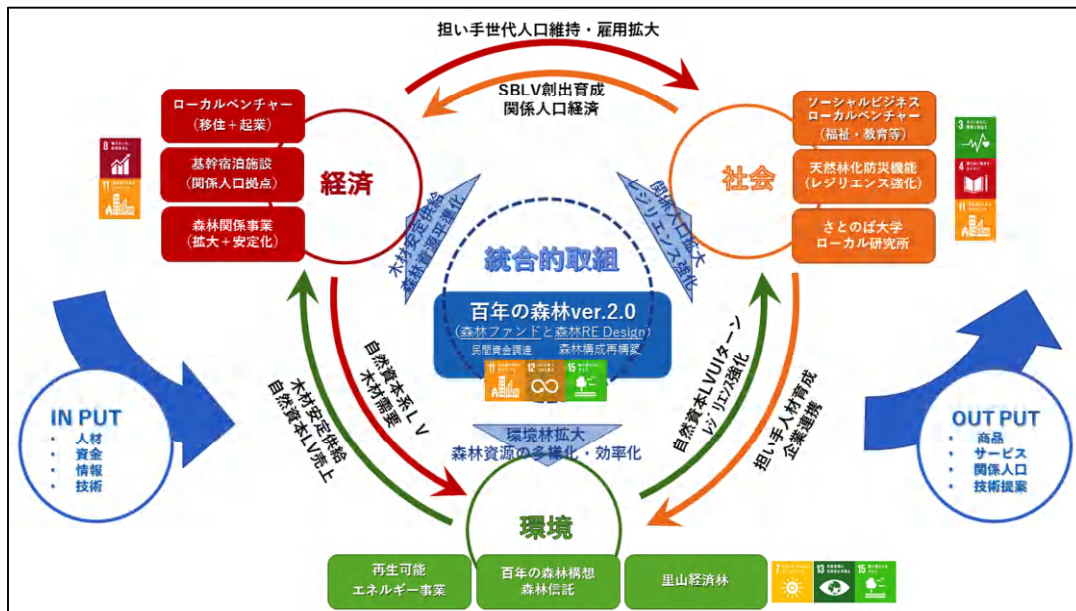 担い手世代人口維持・雇用拡大
SBLV創出育成
関係人口経済
ローカルベンチャー
(移住+起業)
基幹宿泊施設
(関係人口拠点)
森林関係事業
(拡大+安定化)
8
11
経済
社会
ソーシャルビジネス
ローカルベンチャー
(福祉・教育等)
天然林化防災機能
(レジリエンス強化)
さとのば大学
ローカル研究所
3
4
11
木材安定供給
森林資源平準化
関係人口拡大
レジリエンス強化
統合的取組
百年の森林ver.2.0
(森林ファンドと森林RE Design)
民間資金調達
森林構成再構築
11
12
15
環境林拡大
森林資源の多様化・効率化
自然資本系LV
木材需要
木材安定供給
自然資本LV売上
自然資本LVUIターン
レジリエンス強化
担い手人材育成
企業連携
IN PUT
• 人材
• 資金
• 情報
• 技術
OUT PUT
• 商品
• サービス
• 関係人口
• 技術提案
環境
再生可能
エネルギー事業
百年の森林構想
森林信託
里山経済林
7
13
15